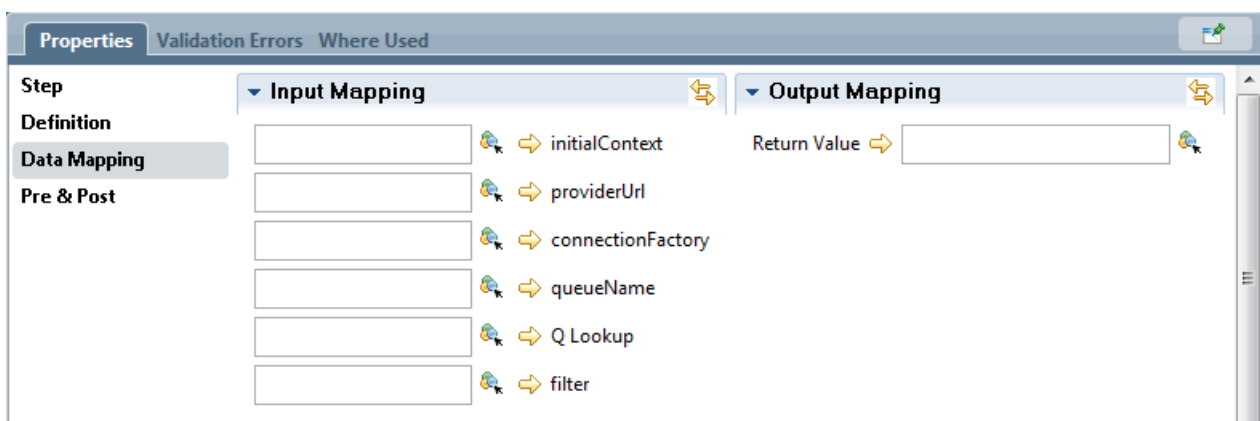 Properties Validation Errors Where Used
Step
Definition
Data Mapping
Pre & Post
Input Mapping
initialContext
providerUrl
connectionFactory
queueName
Q Lookup
filter
Output Mapping
Return Value